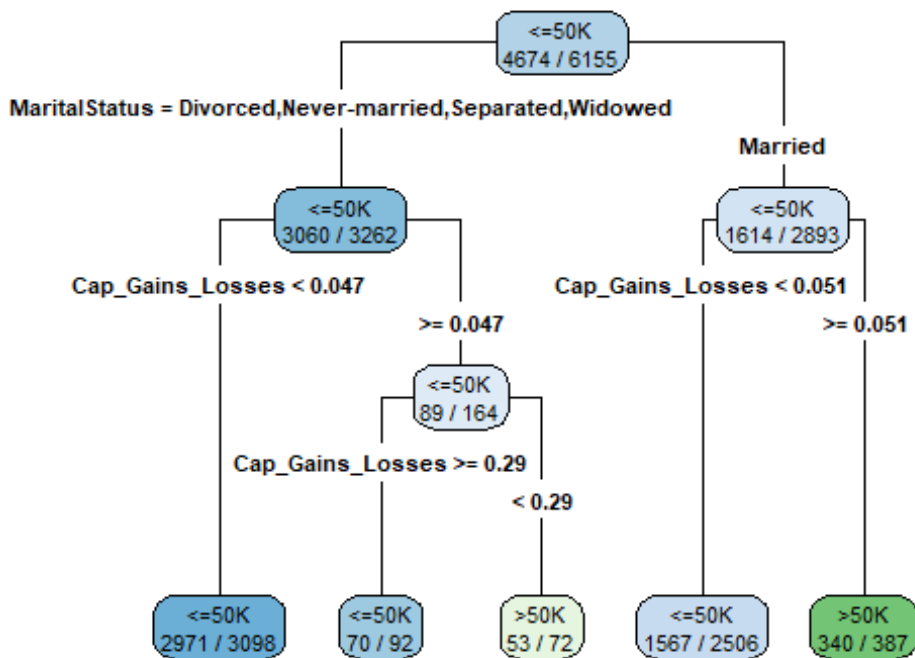 <=50K
4674 / 6155
MaritalStatus = Divorced,Never-married,Separated,Widowed
Married
<=50K
3060 / 3262
<=50K
1614 / 2893
Cap_Gains_Losses < 0.047
Cap_Gains_Losses < 0.051
>= 0.047
>= 0.051
<=50K
89 / 164
Cap_Gains_Losses >= 0.29
< 0.29
<=50K
2971 / 3098
<=50K
70 / 92
>50K
53 / 72
<=50K
1567 / 2506
>50K
340 / 387